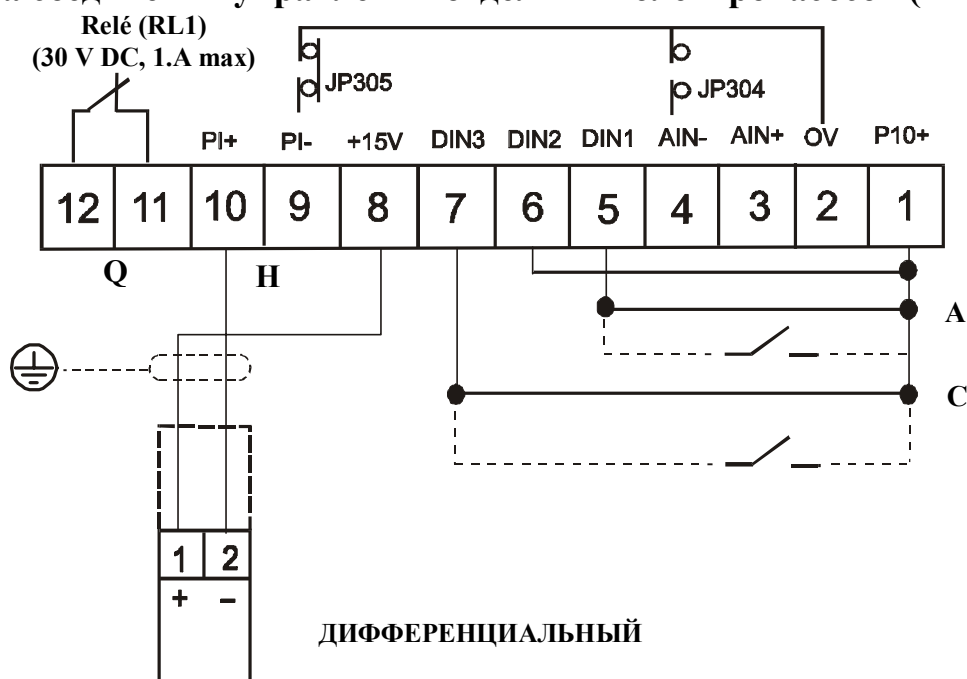 Relé (RL1)
(30 V DC, 1.A max)
JP305
JP304
PI+ PI- +15V DIN3 DIN2 DIN1 AIN- AIN+ OV P10+
12 11 10 9 8 7 6 5 4 3 2 1
Q H
A
C
1 2
+ –
ДИФФЕРЕНЦИАЛЬНЫЙ